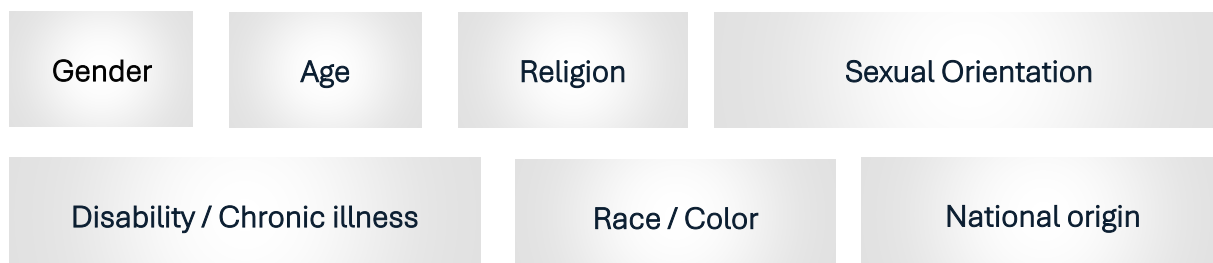 Gender
Age
Religion
Sexual Orientation
Disability / Chronic illness
Race / Color
National origin